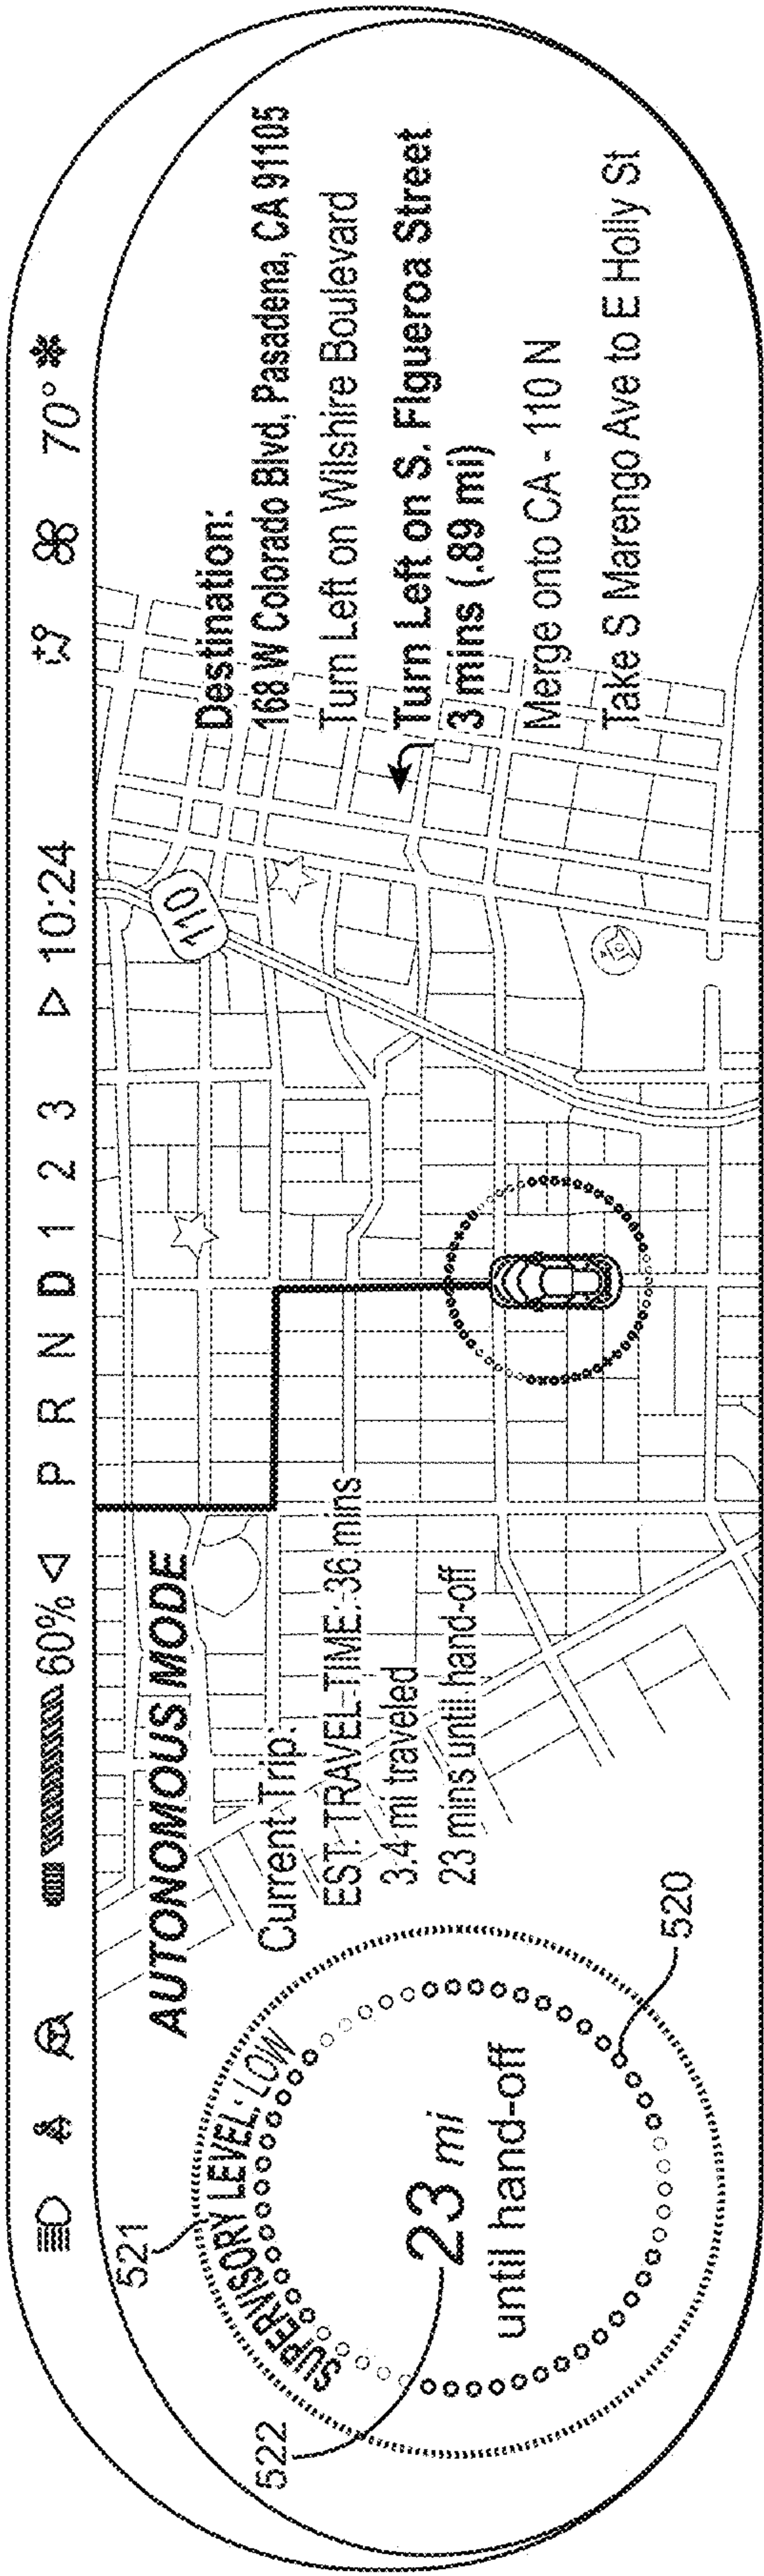 60% ◁ P R N D 1 2 3 ▷ 10:24
70°
AUTONOMOUS MODE
Current Trip:
EST. TRAVEL-TIME: 36 mins
3.4 mi traveled
23 mins until hand-off
521
SUPERVISORY LEVEL: LOW
522
23 mi
until hand-off
520
110
Destination:
168 W Colorado Blvd, Pasadena, CA 91105
Turn Left on Wilshire Boulevard
Turn Left on S. Figueroa Street
3 mins (.89 mi)
Merge onto CA - 110 N
Take S Marengo Ave to E Holly St